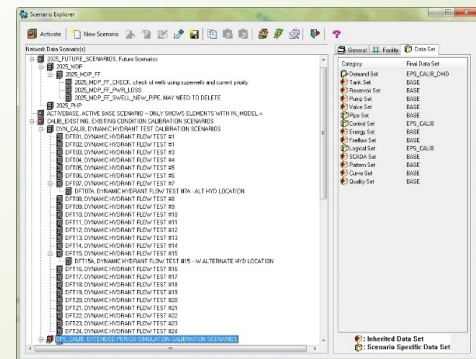 Scenario Explorer
Activate New Scenario
Network Data Scenario(s)
2025_FUTURE_SCENARIOS, Future Scenarios
2025_MDP
2025_MDP_FF
2025_MDP_FF_CHECK, check of wells using superwells and current priority
2025_MDP_FF_PWR_LOSS
2025_MDP_FF_SWELL_NEW_PIPE, MAY NEED TO DELETE
2025_PHP
ACTIVEBASE, ACTIVE BASE SCENARIO - ONLY SHOWS ELEMENTS WITH IN_MODEL =
CALIB_EXISTING, EXISTING CONDITION CALIBRATION SCENARIOS
DYN_CALIB, DYNAMIC HYDRANT TEST CALIBRATION SCENARIOS
DFT01, DYNAMIC HYDRANT FLOW TEST #1
DFT02, DYNAMIC HYDRANT FLOW TEST #2
DFT03, DYNAMIC HYDRANT FLOW TEST #3
DFT04, DYNAMIC HYDRANT FLOW TEST #4
DFT05, DYNAMIC HYDRANT FLOW TEST #5
DFT06, DYNAMIC HYDRANT FLOW TEST #6
DFT07, DYNAMIC HYDRANT FLOW TEST #7
DFT07A, DYNAMIC HYDRANT FLOW TEST #7A - ALT HYD LOCATION
DFT08, DYNAMIC HYDRANT FLOW TEST #8
DFT09, DYNAMIC HYDRANT FLOW TEST #9
DFT10, DYNAMIC HYDRANT FLOW TEST #10
DFT11, DYNAMIC HYDRANT FLOW TEST #11
DFT12, DYNAMIC HYDRANT FLOW TEST #12
DFT13, DYNAMIC HYDRANT FLOW TEST #13
DFT14, DYNAMIC HYDRANT FLOW TEST #14
DFT15, DYNAMIC HYDRANT FLOW TEST #15
DFT15A, DYNAMIC HYDRANT FLOW TEST #15 - W ALTERNATE HYD LOCATION
DFT16, DYNAMIC HYDRANT FLOW TEST #16
DFT17, DYNAMIC HYDRANT FLOW TEST #17
DFT18, DYNAMIC HYDRANT FLOW TEST #18
DFT19, DYNAMIC HYDRANT FLOW TEST #19
DFT20, DYNAMIC HYDRANT FLOW TEST #20
DFT21, DYNAMIC HYDRANT FLOW TEST #21
DFT22, DYNAMIC HYDRANT FLOW TEST #22
DFT23, DYNAMIC HYDRANT FLOW TEST #23
DFT24, DYNAMIC HYDRANT FLOW TEST #24
EPS_CALIB, EXTENDED PERIOD SIMULATION CALIBRATION SCENARIOS
General Facility Data Set
Category Final Data Set
Demand Set EPS_CALIB_DMD
Tank Set BASE
Reservoir Set BASE
Pump Set BASE
Valve Set BASE
Pipe Set BASE
Control Set EPS_CALIB
Energy Set BASE
Fireflow Set BASE
Logical Set EPS_CALIB
SCADA Set BASE
Pattern Set BASE
Curve Set BASE
Quality Set BASE
: Inherited Data Set
: Scenario Specific Data Set